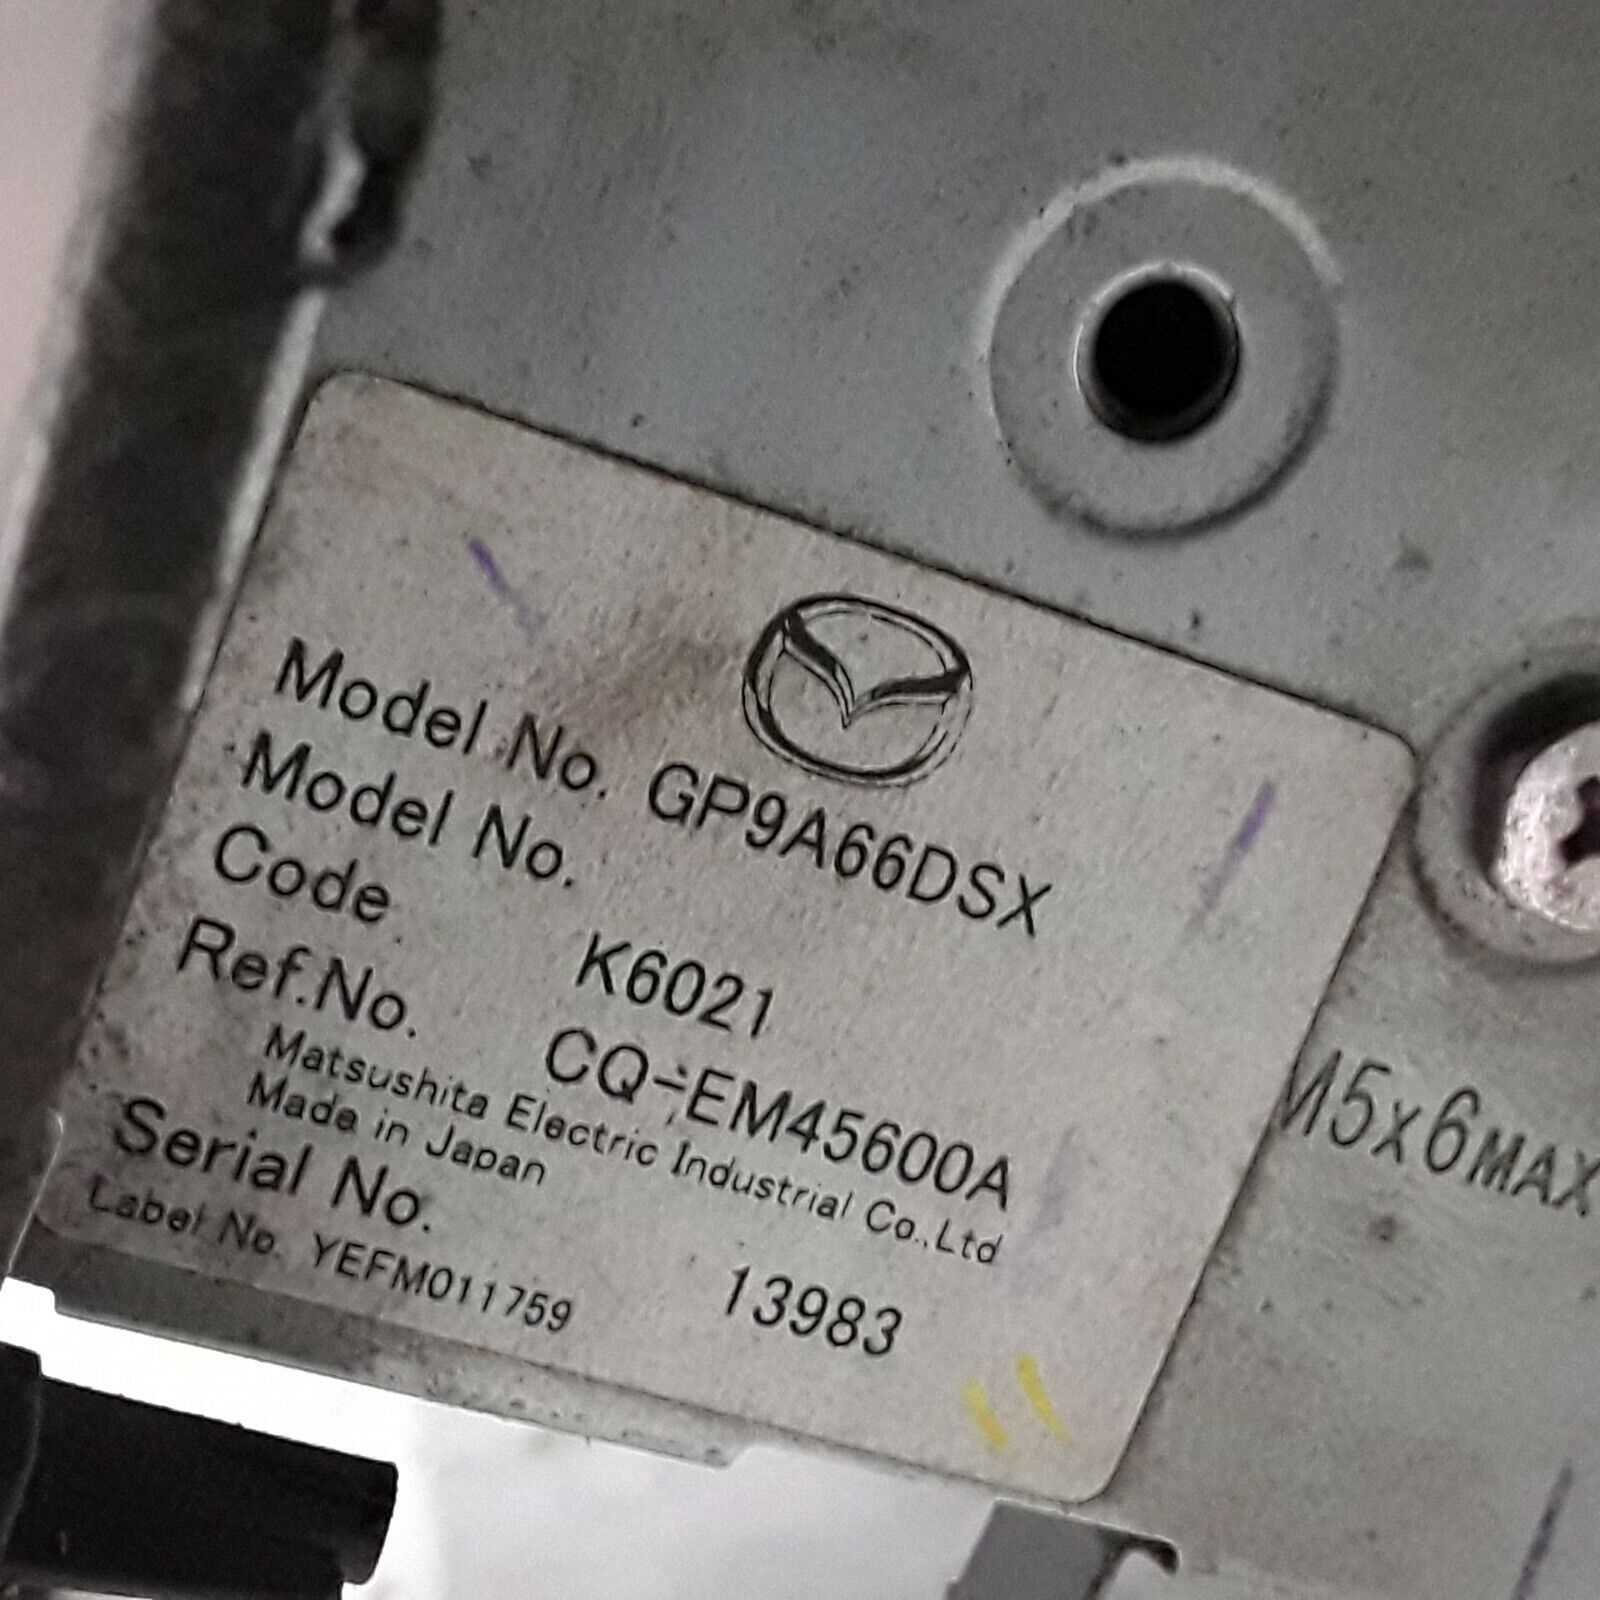 Model No. GP9A66DSX
Model No.
Code K6021
Ref.No. CQ-EM45600A
Matsushita Electric Industrial Co.,Ltd
Made in Japan
Serial No. 13983
Label No. YEFM011759
M5x6MAX